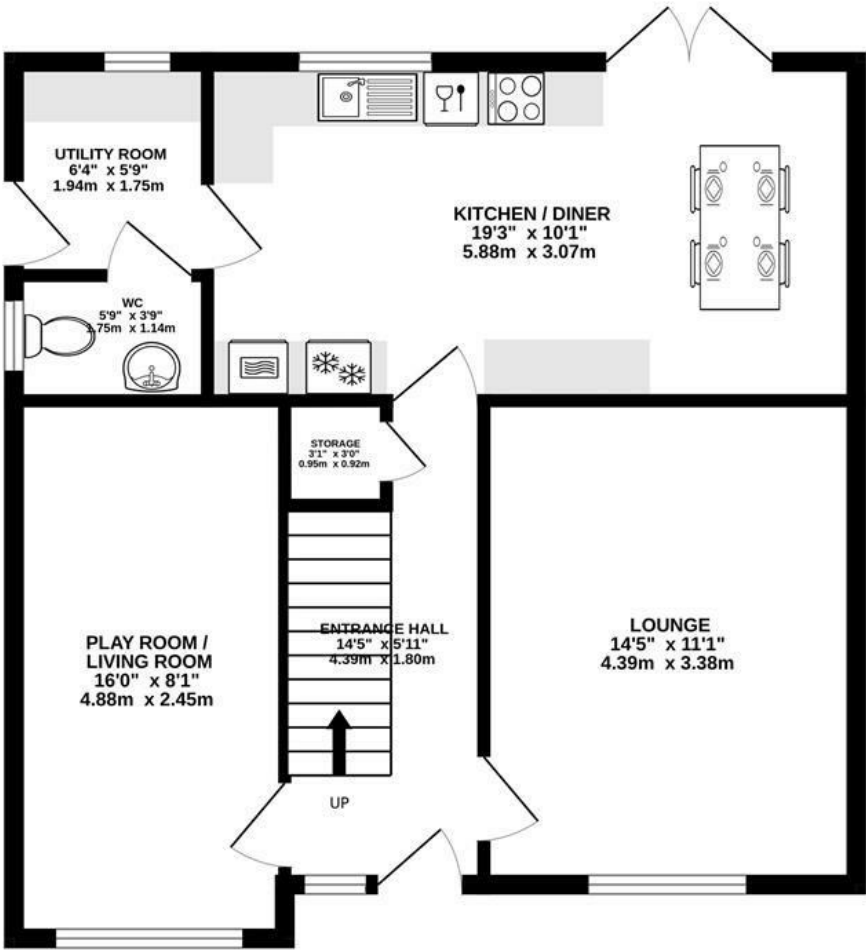 UTILITY ROOM
6'4" x 5'9"
1.94m x 1.75m
KITCHEN / DINER
19'3" x 10'1"
5.88m x 3.07m
WC
5'9" x 3'9"
1.75m x 1.14m
STORAGE
3'1" x 3'0"
0.95m x 0.92m
ENTRANCE HALL
14'5" x 5'11"
4.39m x 1.80m
PLAY ROOM /
LIVING ROOM
16'0" x 8'1"
4.88m x 2.45m
LOUNGE
14'5" x 11'1"
4.39m x 3.38m
UP